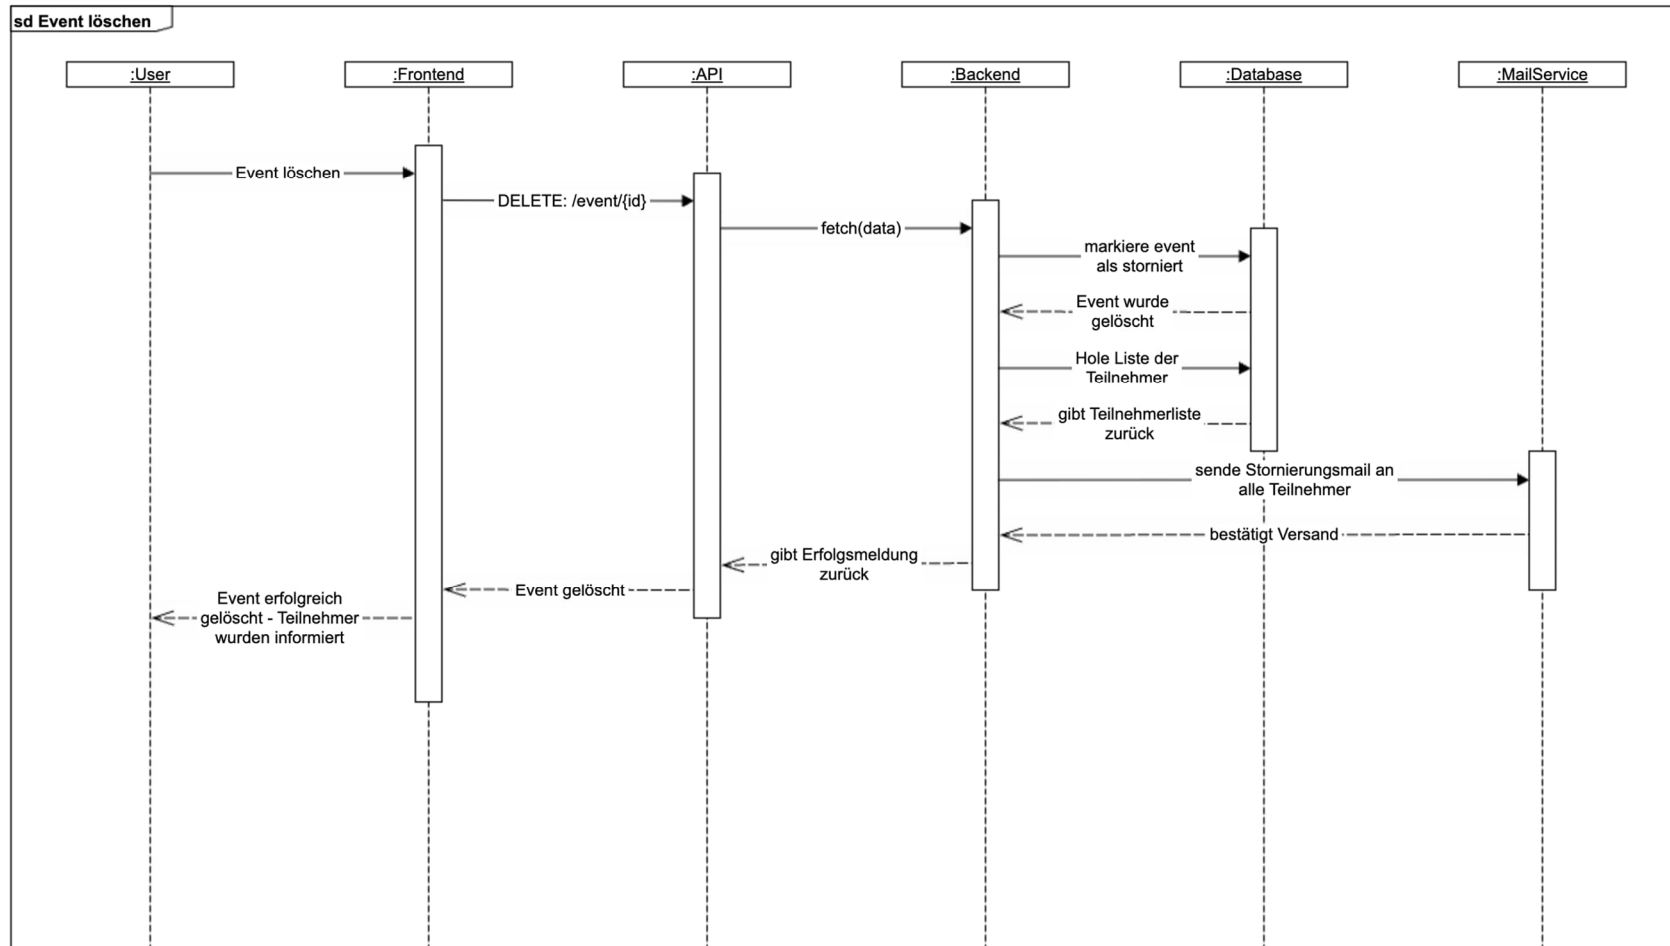 sd Event löschen
:User
:Frontend
:API
:Backend
:Database
:MailService
Event löschen
DELETE: /event/{id}
fetch(data)
markiere event
als storniert
Event wurde
gelöscht
Hole Liste der
Teilnehmer
gibt Teilnehmerliste
zurück
sende Stornierungsmail an
alle Teilnehmer
bestätigt Versand
gibt Erfolgsmeldung
zurück
Event gelöscht
Event erfolgreich
gelöscht - Teilnehmer
wurden informiert